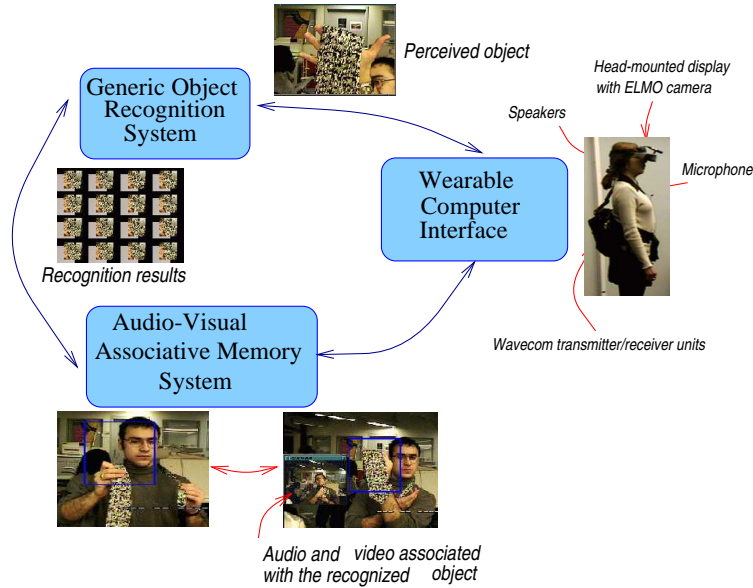 Perceived object
Generic Object
Recognition
System
Head-mounted display
with ELMO camera
Speakers
Microphone
Wearable
Computer
Interface
Recognition results
Audio-Visual
Associative Memory
System
Wavecom transmitter/receiver units
Audio and video associated
with the recognized object